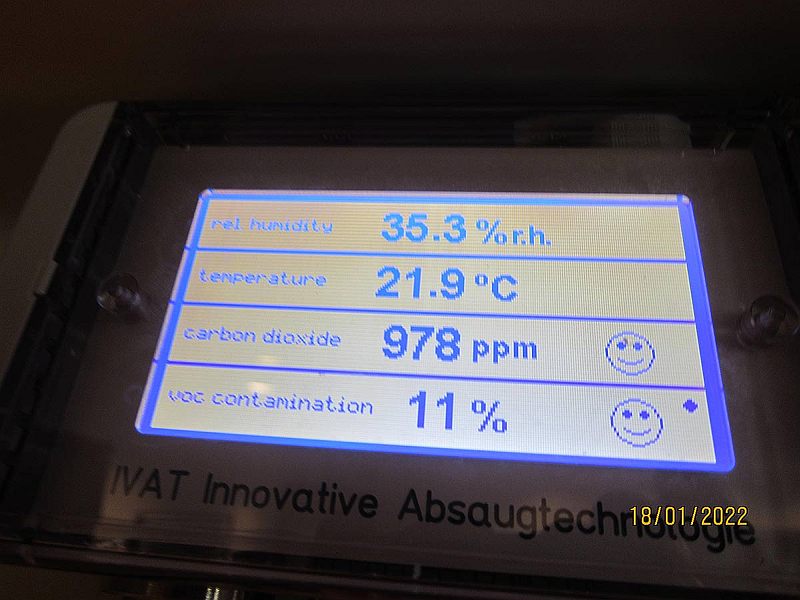 rel humidity 35.3 % r.h.
temperature 21.9 °C
carbon dioxide 978 ppm
voc contamination 11 %
IVAT Innovative Absaugtechnologie
18/01/2022